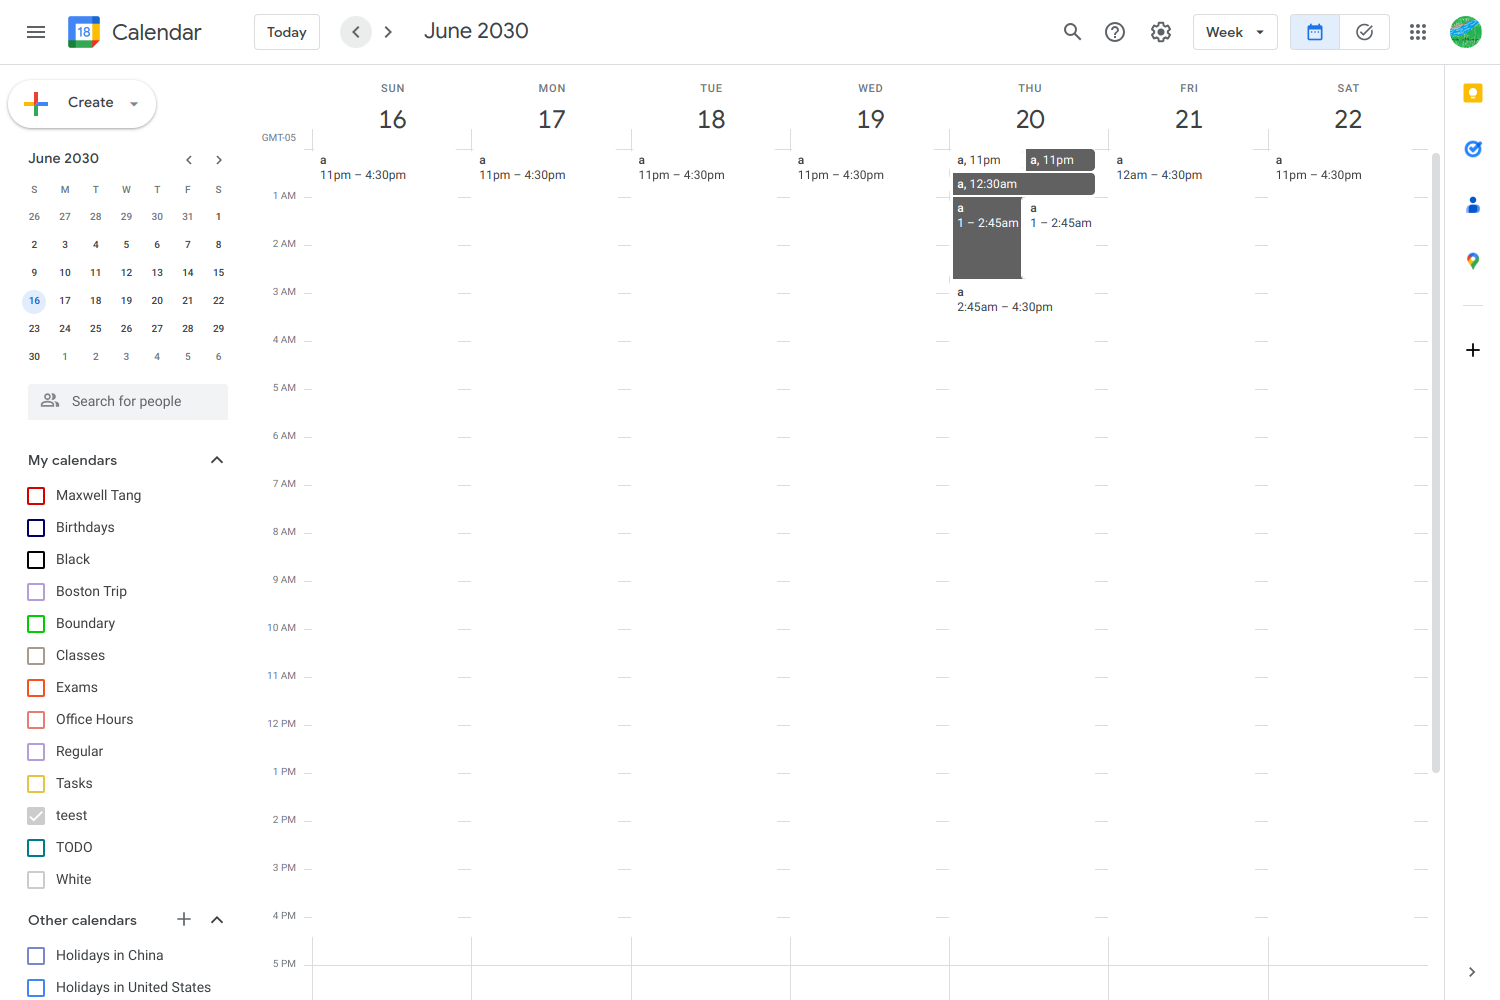 18 Calendar Today June 2030 Week
Create
June 2030
S M T W T F S
26 27 28 29 30 31 1
2 3 4 5 6 7 8
9 10 11 12 13 14 15
16 17 18 19 20 21 22
23 24 25 26 27 28 29
30 1 2 3 4 5 6
Search for people
My calendars
Maxwell Tang
Birthdays
Black
Boston Trip
Boundary
Classes
Exams
Office Hours
Regular
Tasks
teest
TODO
White
Other calendars
Holidays in China
Holidays in United States
SUN MON TUE WED THU FRI SAT
16 17 18 19 20 21 22
GMT-05
a a a a a, 11pm a, 11pm a a
11pm – 4:30pm 11pm – 4:30pm 11pm – 4:30pm 11pm – 4:30pm 12am – 4:30pm 11pm – 4:30pm
a, 12:30am
1 AM
a a
1 – 2:45am 1 – 2:45am
2 AM
3 AM
a
2:45am – 4:30pm
4 AM
5 AM
6 AM
7 AM
8 AM
9 AM
10 AM
11 AM
12 PM
1 PM
2 PM
3 PM
4 PM
5 PM